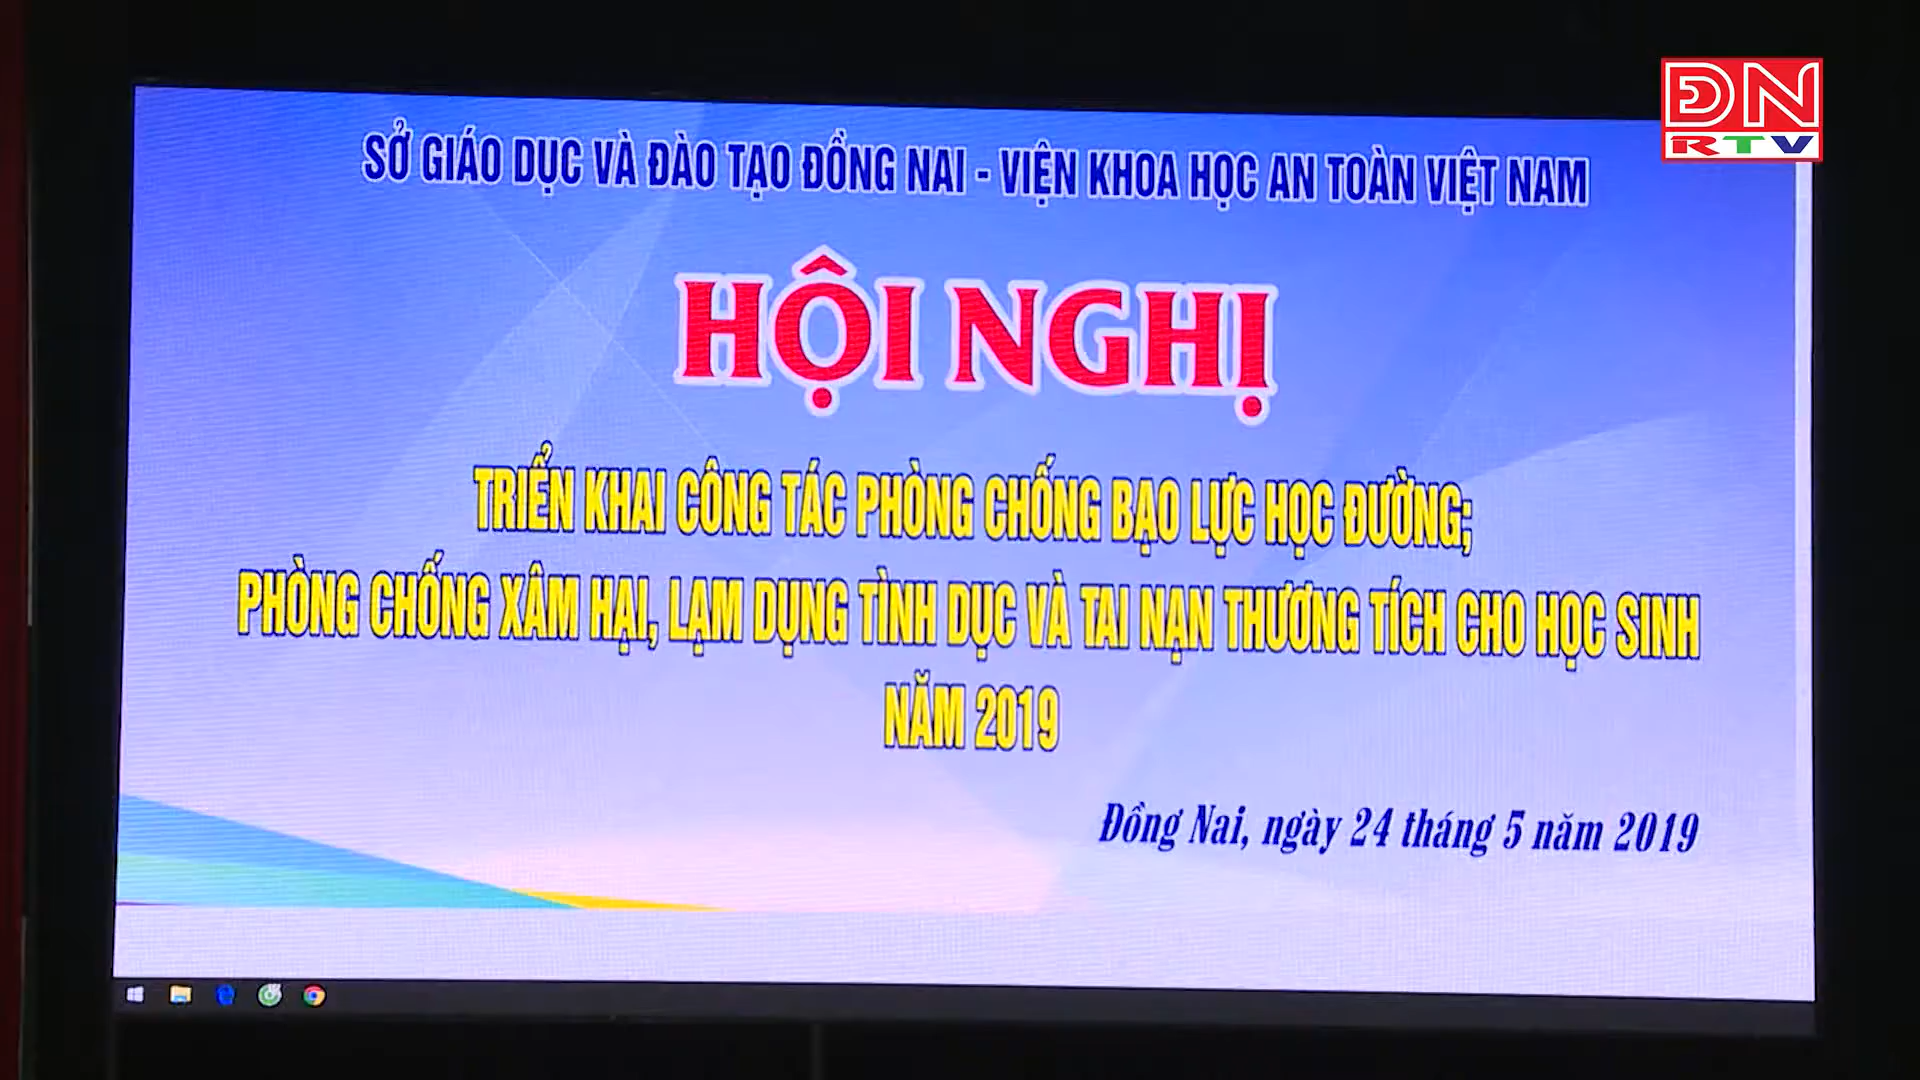 ĐN
RTV
SỞ GIÁO DỤC VÀ ĐÀO TẠO ĐỒNG NAI - VIỆN KHOA HỌC AN TOÀN VIỆT NAM
HỘI NGHỊ
TRIỂN KHAI CÔNG TÁC PHÒNG CHỐNG BẠO LỰC HỌC ĐƯỜNG;
PHÒNG CHỐNG XÂM HẠI, LẠM DỤNG TÌNH DỤC VÀ TAI NẠN THƯƠNG TÍCH CHO HỌC SINH
NĂM 2019
Đồng Nai, ngày 24 tháng 5 năm 2019